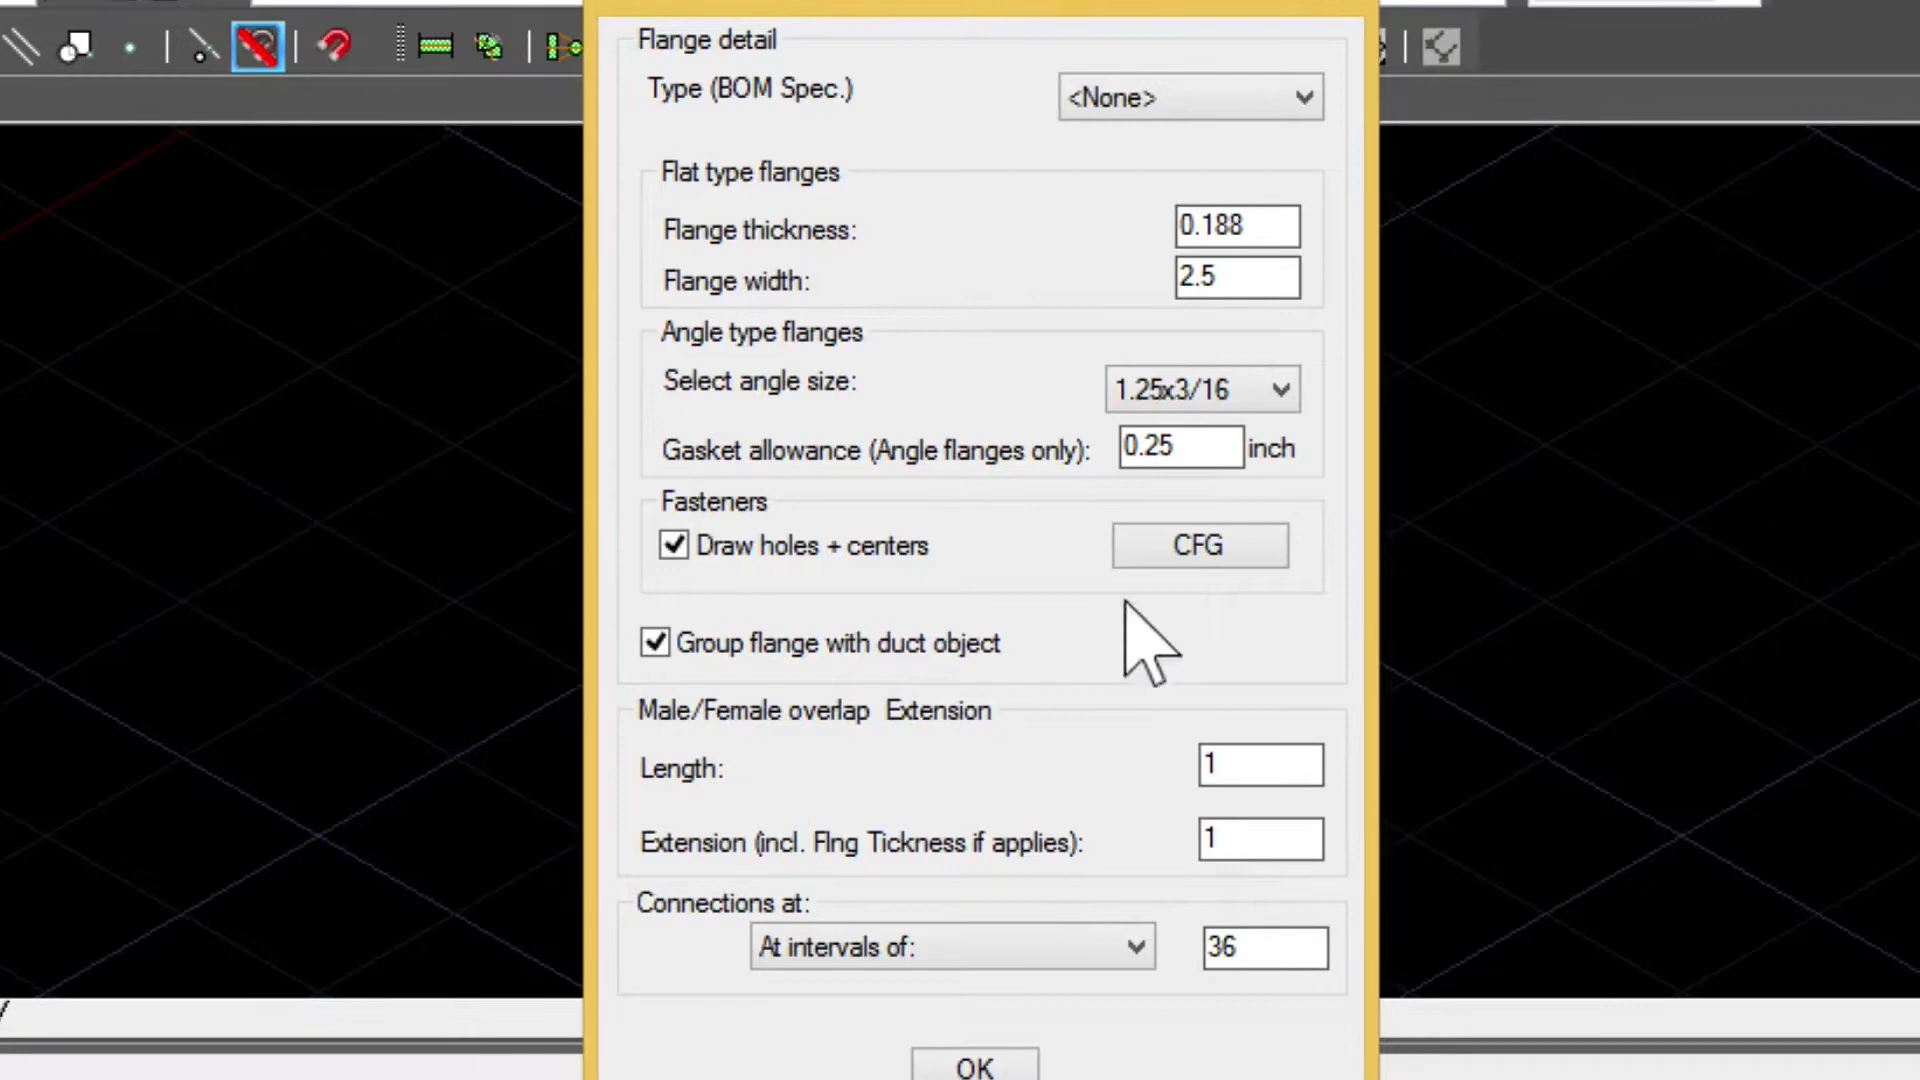 Flange detail
Type (BOM Spec.)
<None>
Flat type flanges
Flange thickness:
0.188
Flange width:
2.5
Angle type flanges
Select angle size:
1.25x3/16
Gasket allowance (Angle flanges only):
0.25
inch
Fasteners
Draw holes + centers
CFG
Group flange with duct object
Male/Female overlap Extension
Length:
1
Extension (incl. Flng Tickness if applies):
1
Connections at:
At intervals of:
36
OK